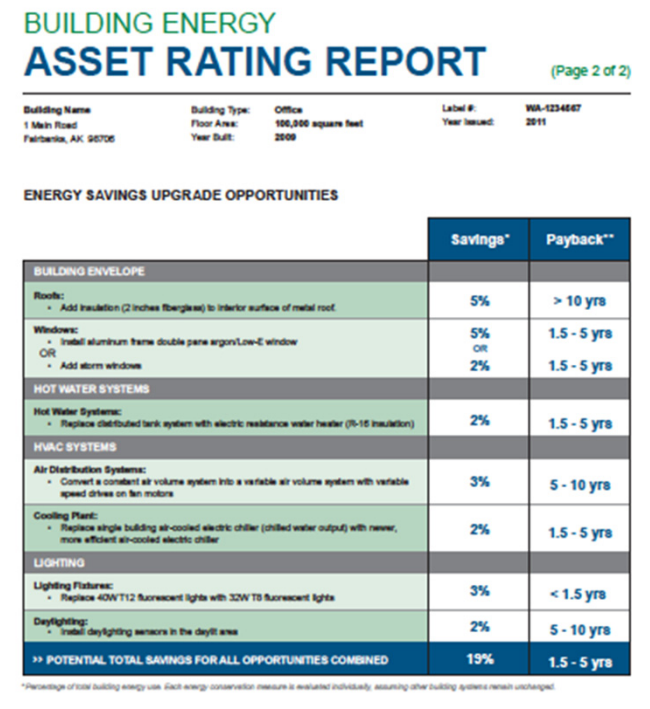 BUILDING ENERGY
ASSET RATING REPORT
(Page 2 of 2)
Building Name Building Type: Office Label #: WA-1234567
1 Main Road Floor Area: 100,000 square feet Year Issued: 2011
Fairbanks, AK 98706 Year Built: 2009
ENERGY SAVINGS UPGRADE OPPORTUNITIES
Savings* Payback**
BUILDING ENVELOPE
Roofs:
• Add insulation (2 inches fiberglass) to interior surface of metal roof. 5% > 10 yrs
Windows:
• Install aluminum frame double pane argon/Low-E window 5% 1.5 - 5 yrs
OR OR
• Add storm windows 2% 1.5 - 5 yrs
HOT WATER SYSTEMS
Hot Water Systems:
• Replace distributed tank system with electric resistance water heater (R-16 insulation) 2% 1.5 - 5 yrs
HVAC SYSTEMS
Air Distribution Systems:
• Convert a constant air volume system into a variable air volume system with variable
speed drives on fan motors 3% 5 - 10 yrs
Cooling Plant:
• Replace single building air-cooled electric chiller (chilled water output) with newer,
more efficient air-cooled electric chiller 2% 1.5 - 5 yrs
LIGHTING
Lighting Fixtures:
• Replace 40W T12 fluorescent lights with 32W T8 fluorescent lights 3% < 1.5 yrs
Daylighting:
• Install daylighting sensors in the daylit area 2% 5 - 10 yrs
>> POTENTIAL TOTAL SAVINGS FOR ALL OPPORTUNITIES COMBINED 19% 1.5 - 5 yrs
*Percentage of total building energy use. Each energy conservation measure is evaluated individually, assuming other building systems remain unchanged.